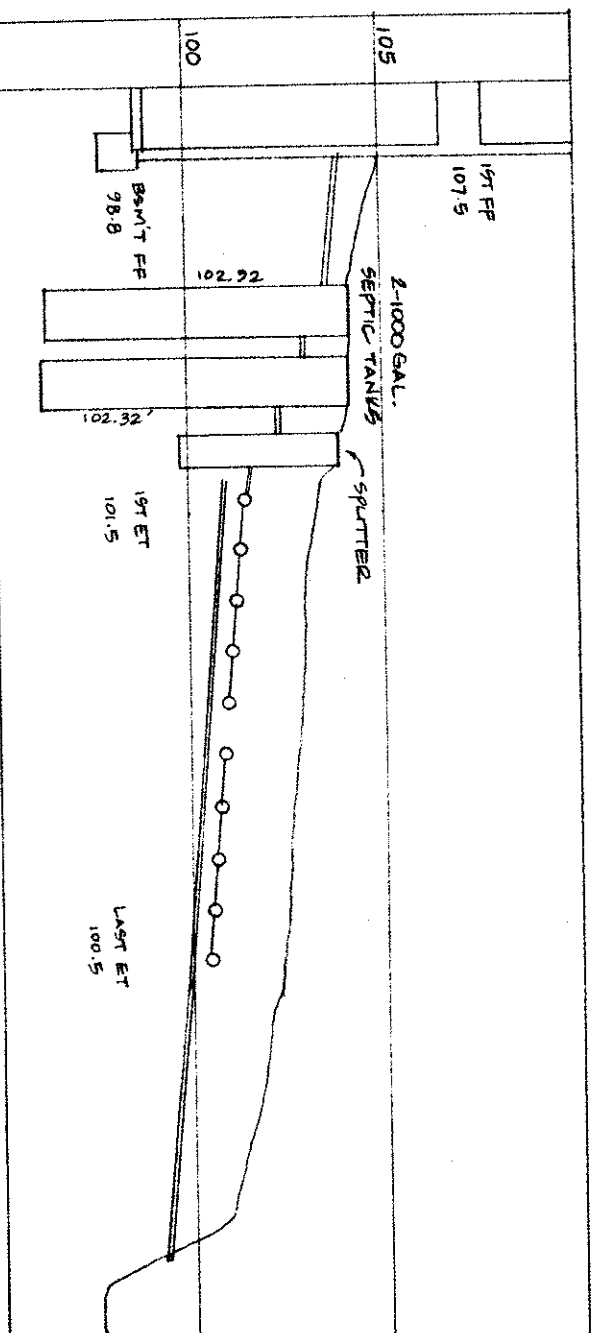 105
100
1ST FF
107.5
BSM'T FF
98.8
2-1000 GAL.
SEPTIC TANKS
102.32
102.32'
SPLITTER
1ST ET
101.5
LAST ET
100.5